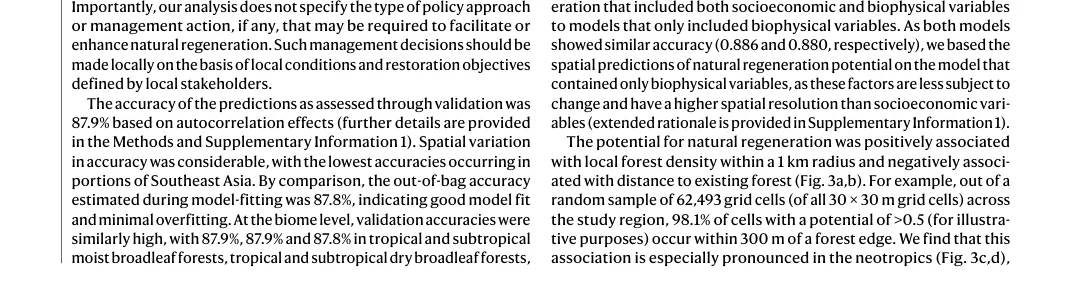 Importantly, our analysis does not specify the type of policy approach
or management action, if any, that may be required to facilitate or
enhance natural regeneration. Such management decisions should be
made locally on the basis of local conditions and restoration objectives
defined by local stakeholders.
The accuracy of the predictions as assessed through validation was
87.9% based on autocorrelation effects (further details are provided
in the Methods and Supplementary Information 1). Spatial variation
in accuracy was considerable, with the lowest accuracies occurring in
portions of Southeast Asia. By comparison, the out-of-bag accuracy
estimated during model-fitting was 87.8%, indicating good model fit
and minimal overfitting. At the biome level, validation accuracies were
similarly high, with 87.9%, 87.9% and 87.8% in tropical and subtropical
moist broadleaf forests, tropical and subtropical dry broadleaf forests,
eration that included both socioeconomic and biophysical variables
to models that only included biophysical variables. As both models
showed similar accuracy (0.886 and 0.880, respectively), we based the
spatial predictions of natural regeneration potential on the model that
contained only biophysical variables, as these factors are less subject to
change and have a higher spatial resolution than socioeconomic vari-
ables (extended rationale is provided in Supplementary Information 1).
The potential for natural regeneration was positively associated
with local forest density within a 1 km radius and negatively associ-
ated with distance to existing forest (Fig. 3a,b). For example, out of a
random sample of 62,493 grid cells (of all 30 × 30 m grid cells) across
the study region, 98.1% of cells with a potential of >0.5 (for illustra-
tive purposes) occur within 300 m of a forest edge. We find that this
association is especially pronounced in the neotropics (Fig. 3c,d),